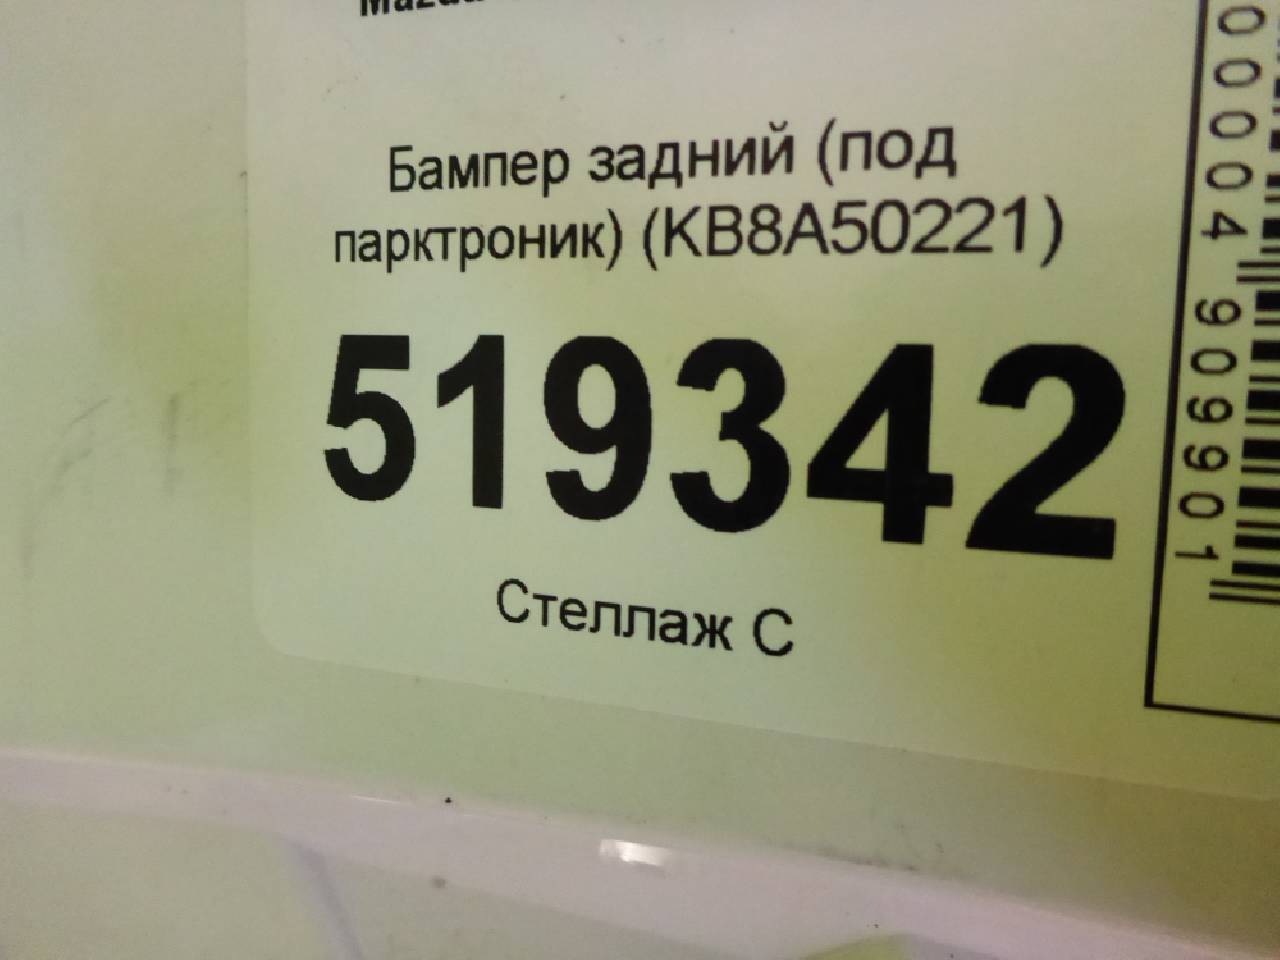 Бампер задний (под
парктроник) (KB8A50221)
519342
Стеллаж С
00004 909901